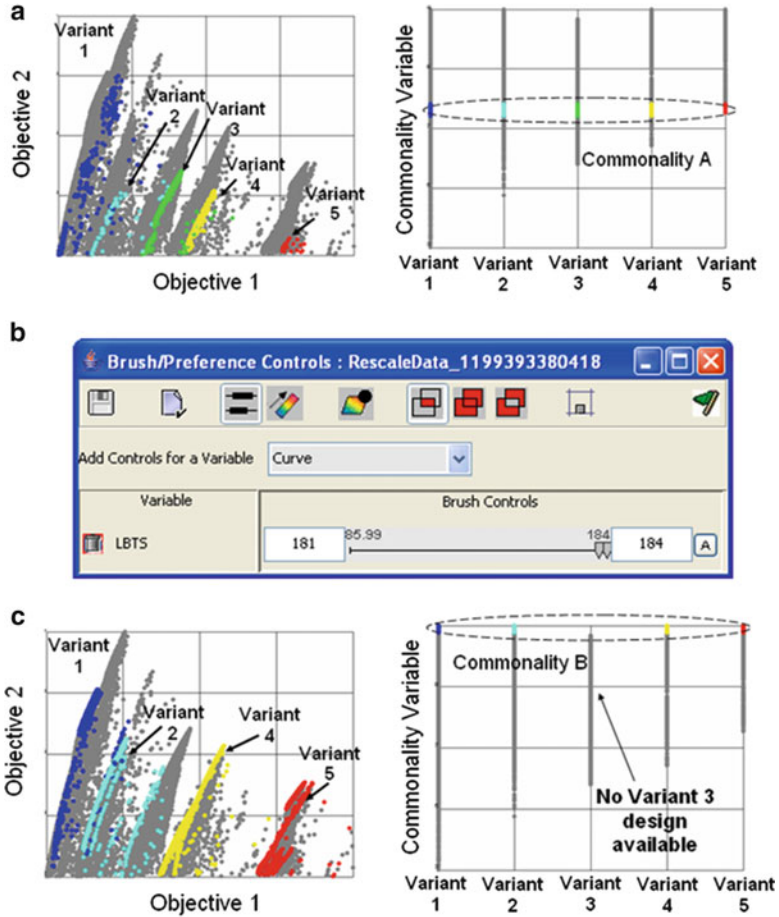 a
Variant
1
Variant
2
Variant
3
Variant
4
Variant
5
Objective 2
Objective 1
Commonality Variable
Commonality A
Variant
1
Variant
2
Variant
3
Variant
4
Variant
5
b
Brush/Preference Controls : RescaleData_1199393380418
Add Controls for a Variable
Curve
Variable
Brush Controls
LBTS
181
85.99
184
184
A
c
Variant
1
Variant
2
Variant
4
Variant
5
Objective 2
Objective 1
Commonality Variable
Commonality B
No Variant 3
design
available
Variant
1
Variant
2
Variant
3
Variant
4
Variant
5